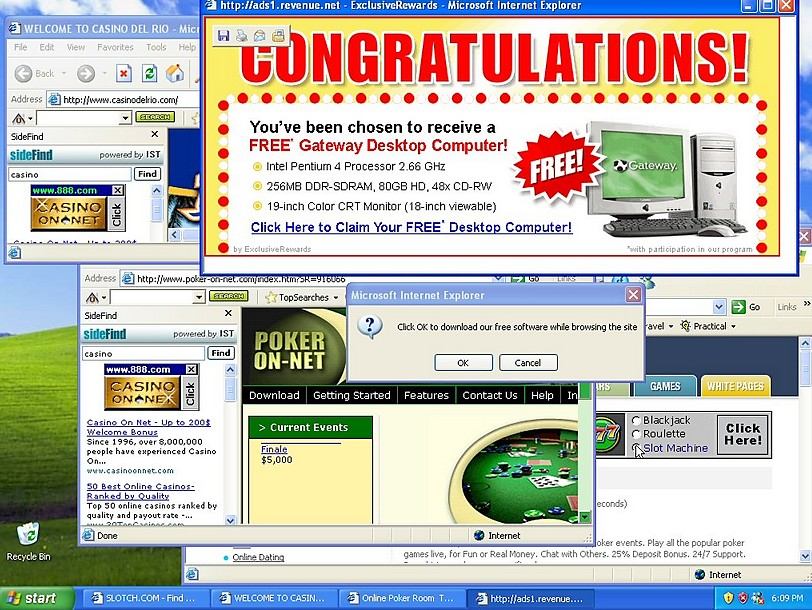 WELCOME TO CASINO DEL RIO - Mic
File Edit View Favorites Tools Help
Back
Address http://www.casinodelrio.com/
SEARCH
SideFind
sideFind powered by IST
casino Find
www.888.com
CASINO ON NET Click
http://ads1.revenue.net - ExclusiveRewards - Microsoft Internet Explorer
CONGRATULATIONS!
You've been chosen to receive a
FREE* Gateway Desktop Computer!
Intel Pentium 4 Processor 2.66 GHz
256MB DDR-SDRAM, 80GB HD, 48x CD-RW
19-inch Color CRT Monitor (18-inch viewable)
Click Here to Claim Your FREE* Desktop Computer!
FREE!
Gateway.
by ExclusiveRewards
*with participation in our program
Address http://www.poker-on-net.com/index.htm?SR=916066
Go Links
SEARCH TopSearches
SideFind
sideFind powered by IST
casino Find
www.888.com
CASINO ON NET Click
Casino On Net - Up to 200$
Welcome Bonus
Since 1996, over 8,000,000
people have experienced Casino
On...
www.casinoonnet.com
50 Best Online Casinos-
Ranked by Quality
Top 50 online casinos ranked by
quality and payout rate -...
Done
Internet
POKER
ON-NET
Download Getting Started Features Contact Us Help In
> Current Events
Finale
$5,000
Microsoft Internet Explorer
Click OK to download our free software while browsing the site
OK Cancel
Go Links
ravel Practical
ARS GAMES WHITE PAGES
777
Blackjack
Roulette
Slot Machine
Click
Here!
econds)
oker events. Play all the popular poker
games live, for Fun or Real Money. Chat with Others. 25% Deposit Bonus. 24/7 Support.
Online Dating
Internet
Recycle Bin
start
SLOTCH.COM - Find ...
WELCOME TO CASIN...
Online Poker Room T...
http://ads1.revenue....
6:09 PM